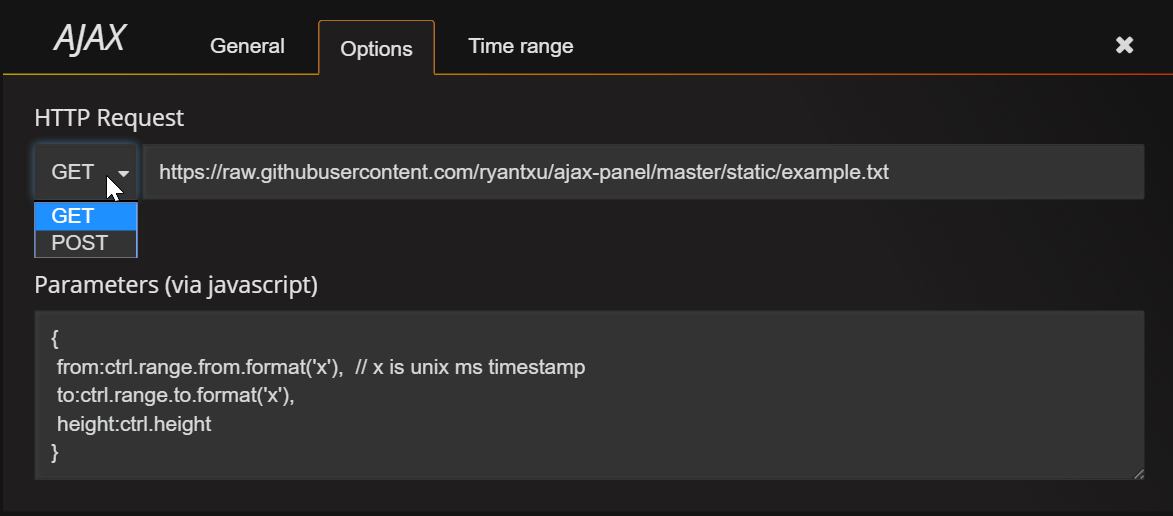 AJAX
General
Options
Time range
✖
HTTP Request
GET
https://raw.githubusercontent.com/ryantxu/ajax-panel/master/static/example.txt
GET
POST
Parameters (via javascript)
{
from:ctrl.range.from.format('x'),  // x is unix ms timestamp
to:ctrl.range.to.format('x'),
height:ctrl.height
}